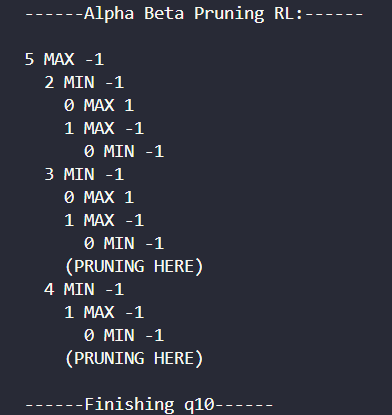 ------Alpha Beta Pruning RL:------
5 MAX -1
2 MIN -1
0 MAX 1
1 MAX -1
0 MIN -1
3 MIN -1
0 MAX 1
1 MAX -1
0 MIN -1
(PRUNING HERE)
4 MIN -1
1 MAX -1
0 MIN -1
(PRUNING HERE)
------Finishing q10------